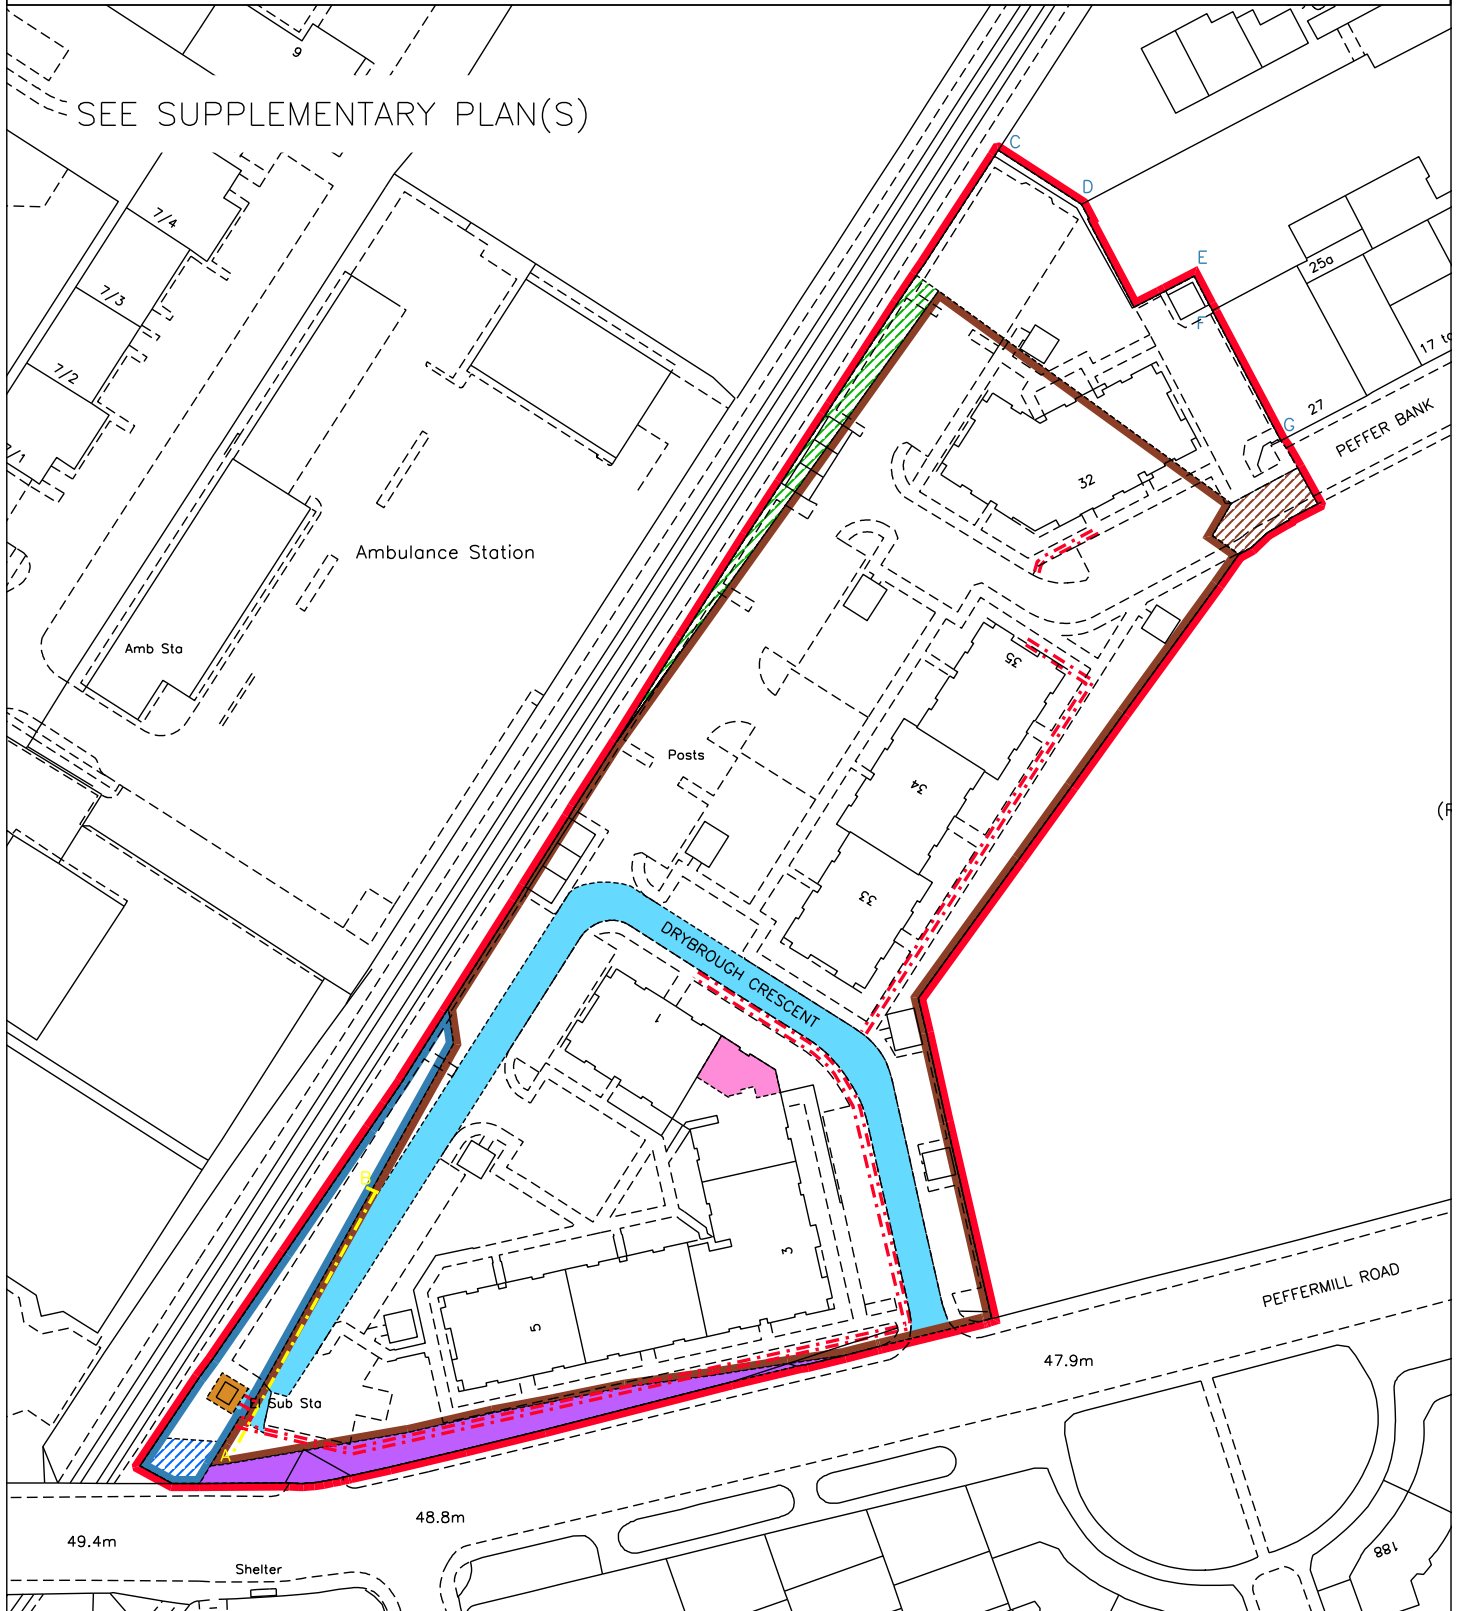 9
SEE SUPPLEMENTARY PLAN(S)
C
D
7/4
E
25a
7/3
F
17 to
7/2
27
G
PEFFER BANK
32
Ambulance Station
Amb Sta
35
Posts
34
33
DRYBROUGH CRESCENT
1
B
3
PEFFERMILL ROAD
5
47.9m
El Sub Sta
A
48.8m
49.4m
188
Shelter